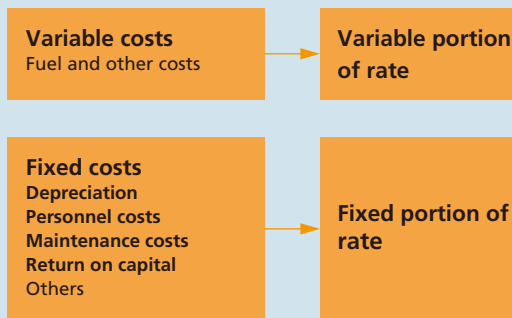 Variable costs
Fuel and other costs
Variable portion
of rate
Fixed costs
Depreciation
Personnel costs
Maintenance costs
Return on capital
Others
Fixed portion of
rate